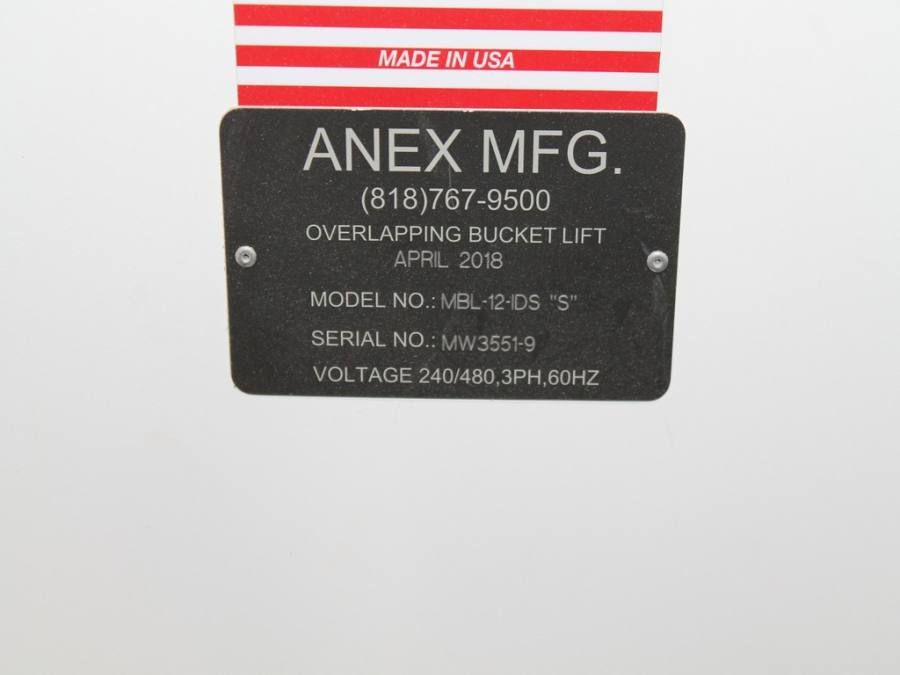 MADE IN USA
ANEX MFG.
(818)767-9500
OVERLAPPING BUCKET LIFT
APRIL 2018
MODEL NO.: MBL-12-IDS "S"
SERIAL NO.: MW3551-9
VOLTAGE 240/480,3PH,60HZ